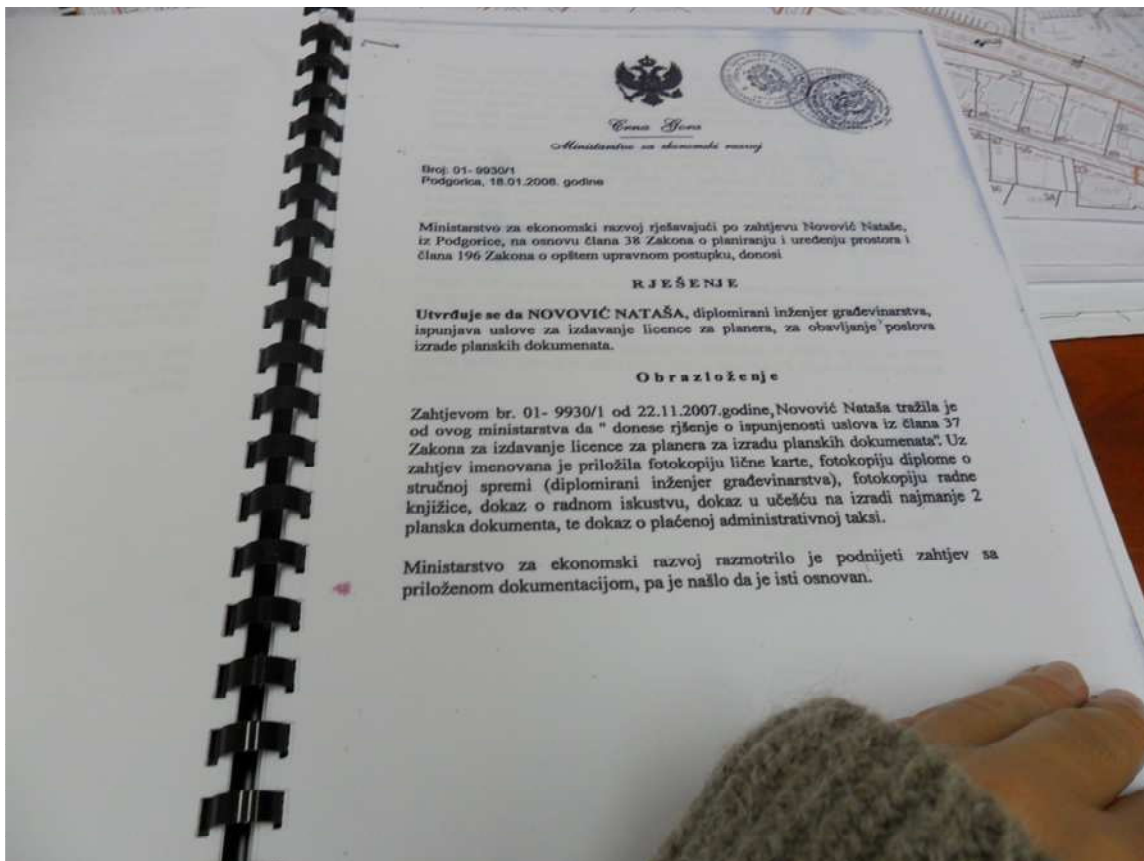 Crna Gora
Ministarstvo za ekonomski razvoj
Broj: 01- 9930/1
Podgorica, 18.01.2008. godine
Ministarstvo za ekonomski razvoj rješavajući po zahtjevu Novović Nataše,
iz Podgorice, na osnovu člana 38 Zakona o planiranju i uređenju prostora i
člana 196 Zakona o opštem upravnom postupku, donosi
R J E Š E NJ E
Utvrđuje se da NOVOVIĆ NATAŠA, diplomirani inženjer građevinarstva,
ispunjava uslove za izdavanje licence za planera, za obavljanje poslova
izrade planskih dokumenata.
O b r a z l o ž e nj e
Zahtjevom br. 01- 9930/1 od 22.11.2007.godine, Novović Nataša tražila je
od ovog ministarstva da " donese rjšenje o ispunjenosti uslova iz člana 37
Zakona za izdavanje licence za planera za izradu planskih dokumenata". Uz
zahtjev imenovana je priložila fotokopiju lične karte, fotokopiju diplome o
stručnoj spremi (diplomirani inženjer građevinarstva), fotokopiju radne
knjižice, dokaz o radnom iskustvu, dokaz u učešću na izradi najmanje 2
planska dokumenta, te dokaz o plaćenoj administrativnoj taksi.
Ministarstvo za ekonomski razvoj razmotrilo je podnijeti zahtjev sa
priloženom dokumentacijom, pa je našlo da je isti osnovan.